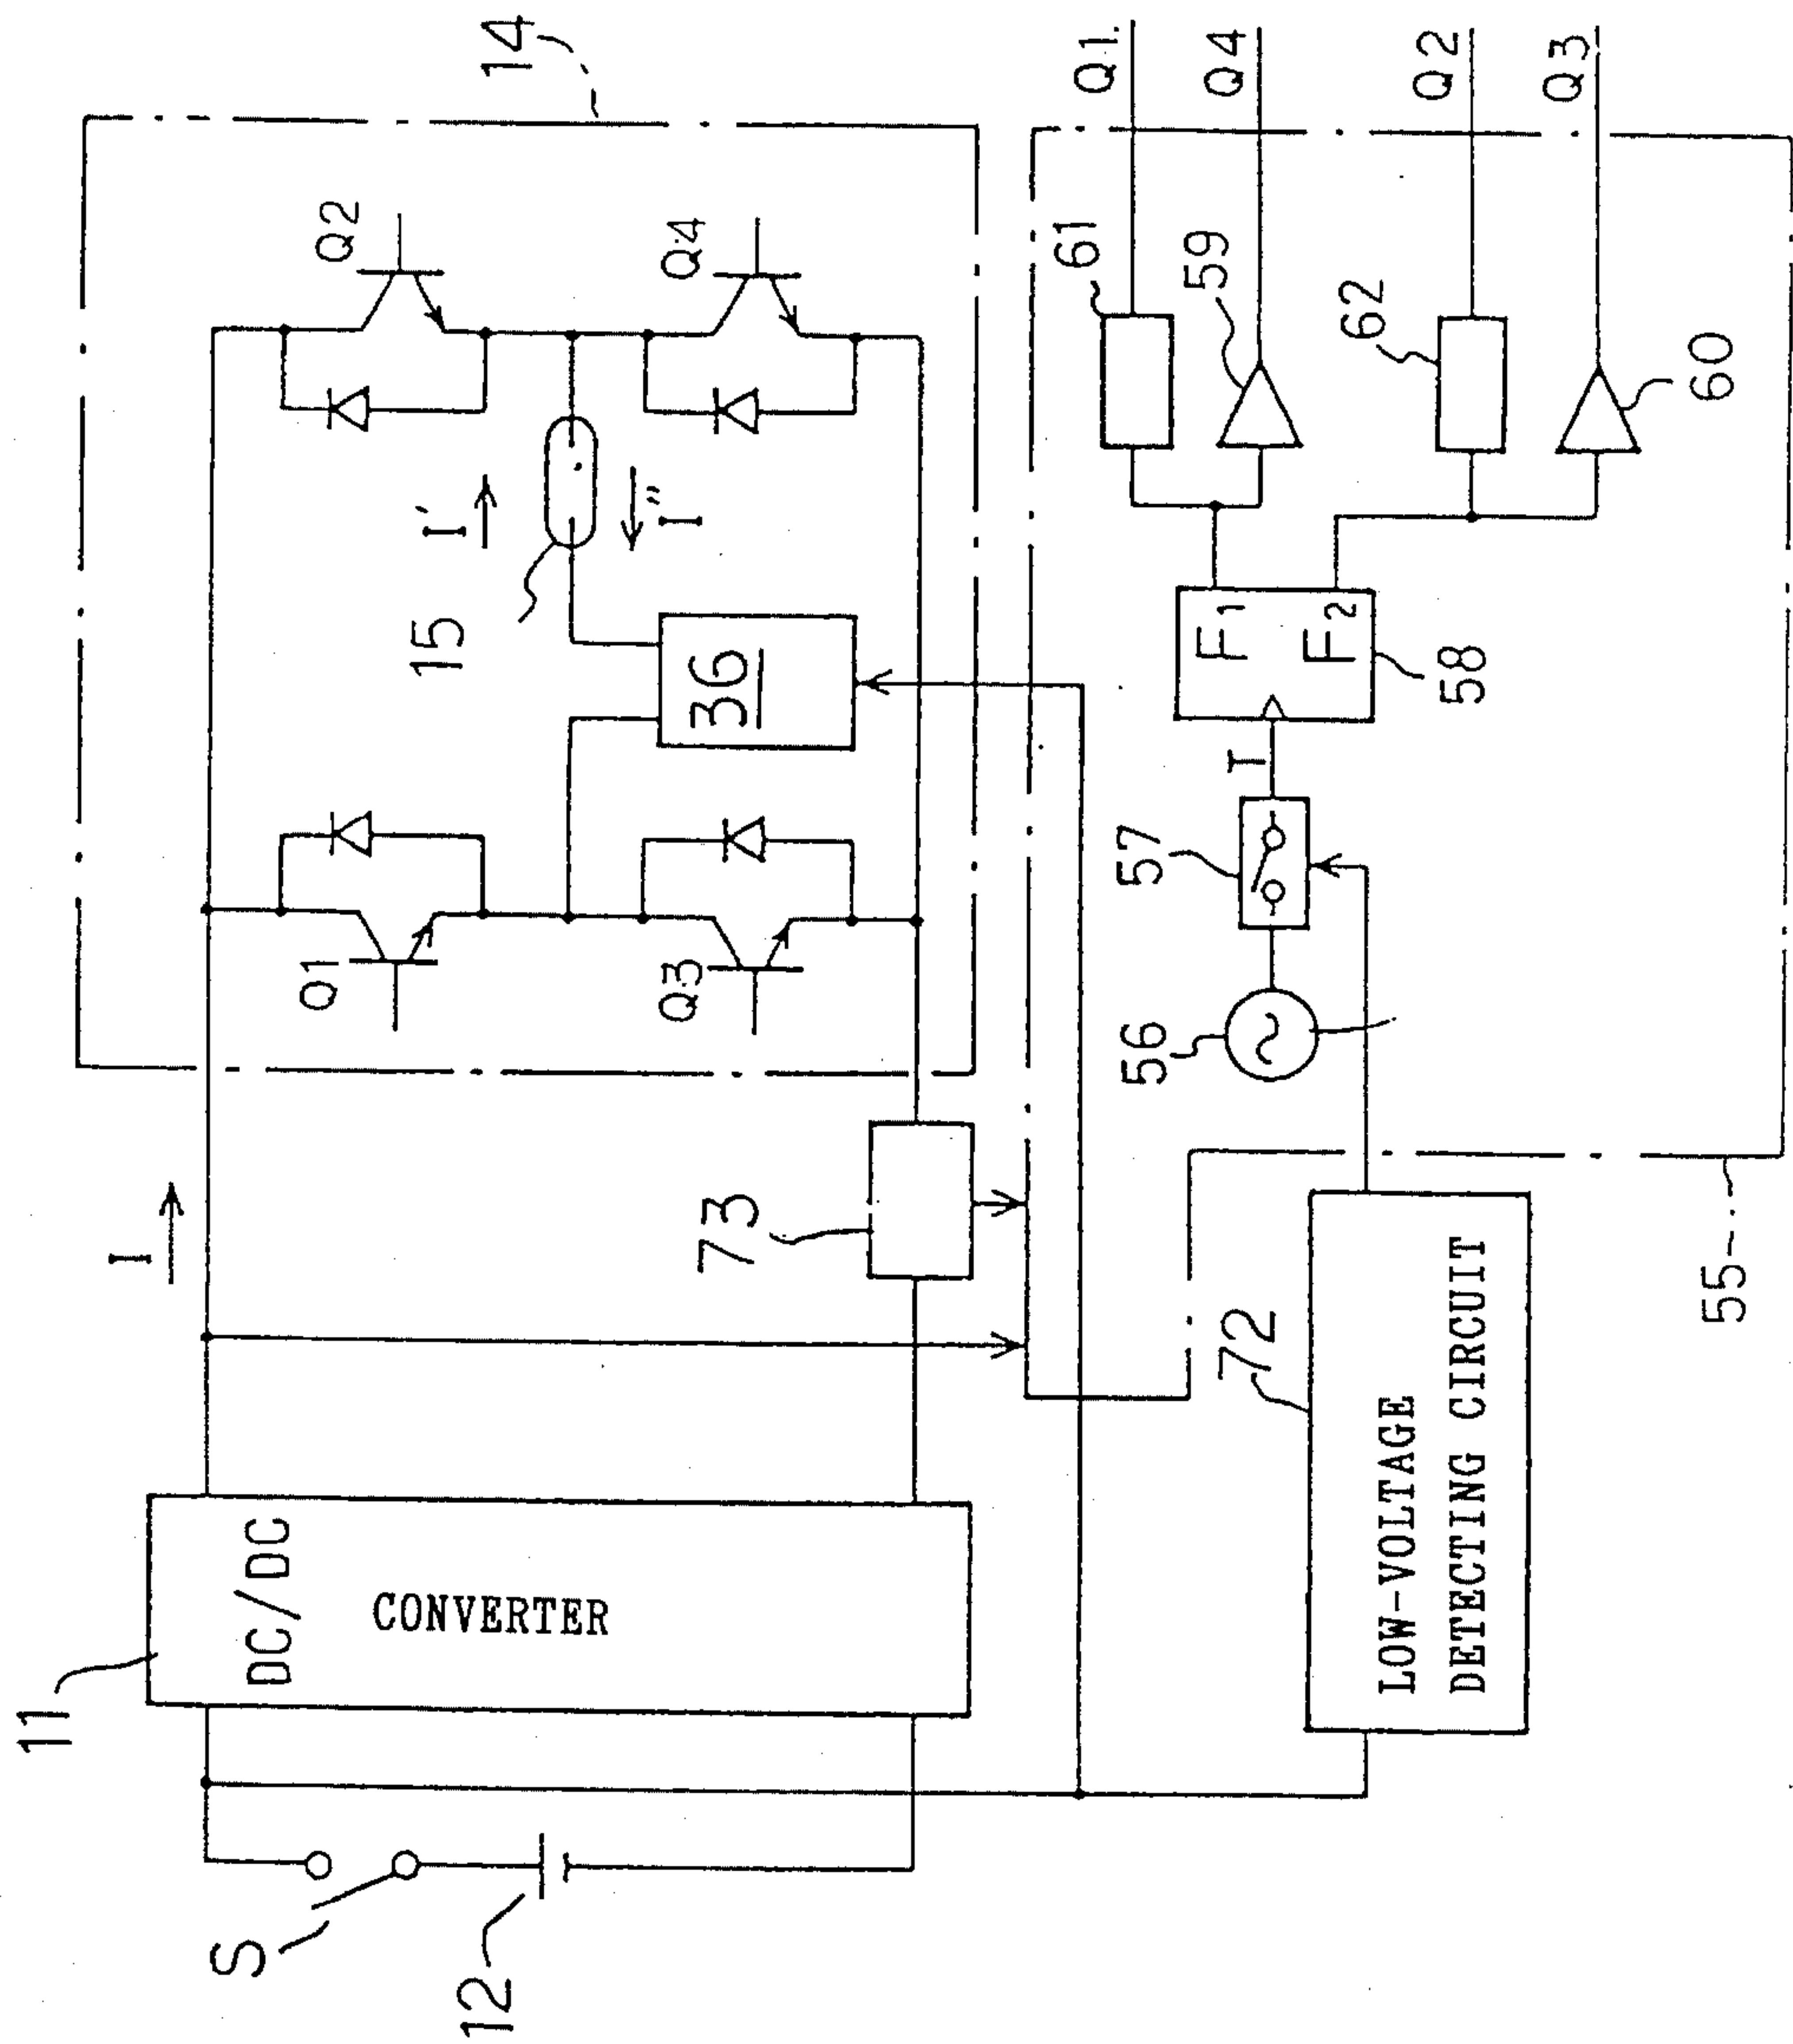 14
Q2
Q4
I'
I"
15
36
Q1
Q3
I
73
11
DC/DC
CONVERTER
S
12
Q1
Q4
Q2
Q3
61
59
62
60
F1
F2
58
T
57
56
55
72
LOW-VOLTAGE
DETECTING CIRCUIT